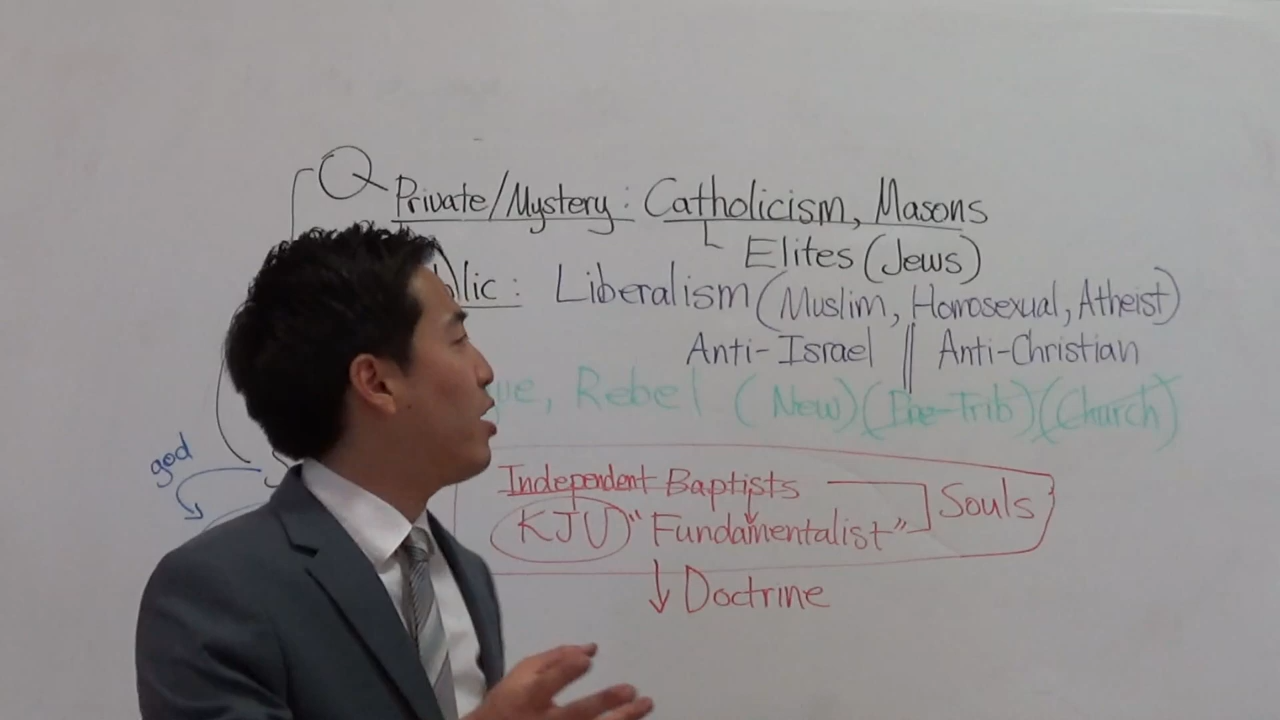 Private/Mystery: Catholicism, Masons
Elites (Jews)
Liberalism (Muslim, Homosexual, Atheist)
Anti-Israel || Anti-Christian
Rebel (New) (Pre-Trib) (Church)
god
Independent Baptists
Souls
KJV "Fundamentalist"
↓ Doctrine